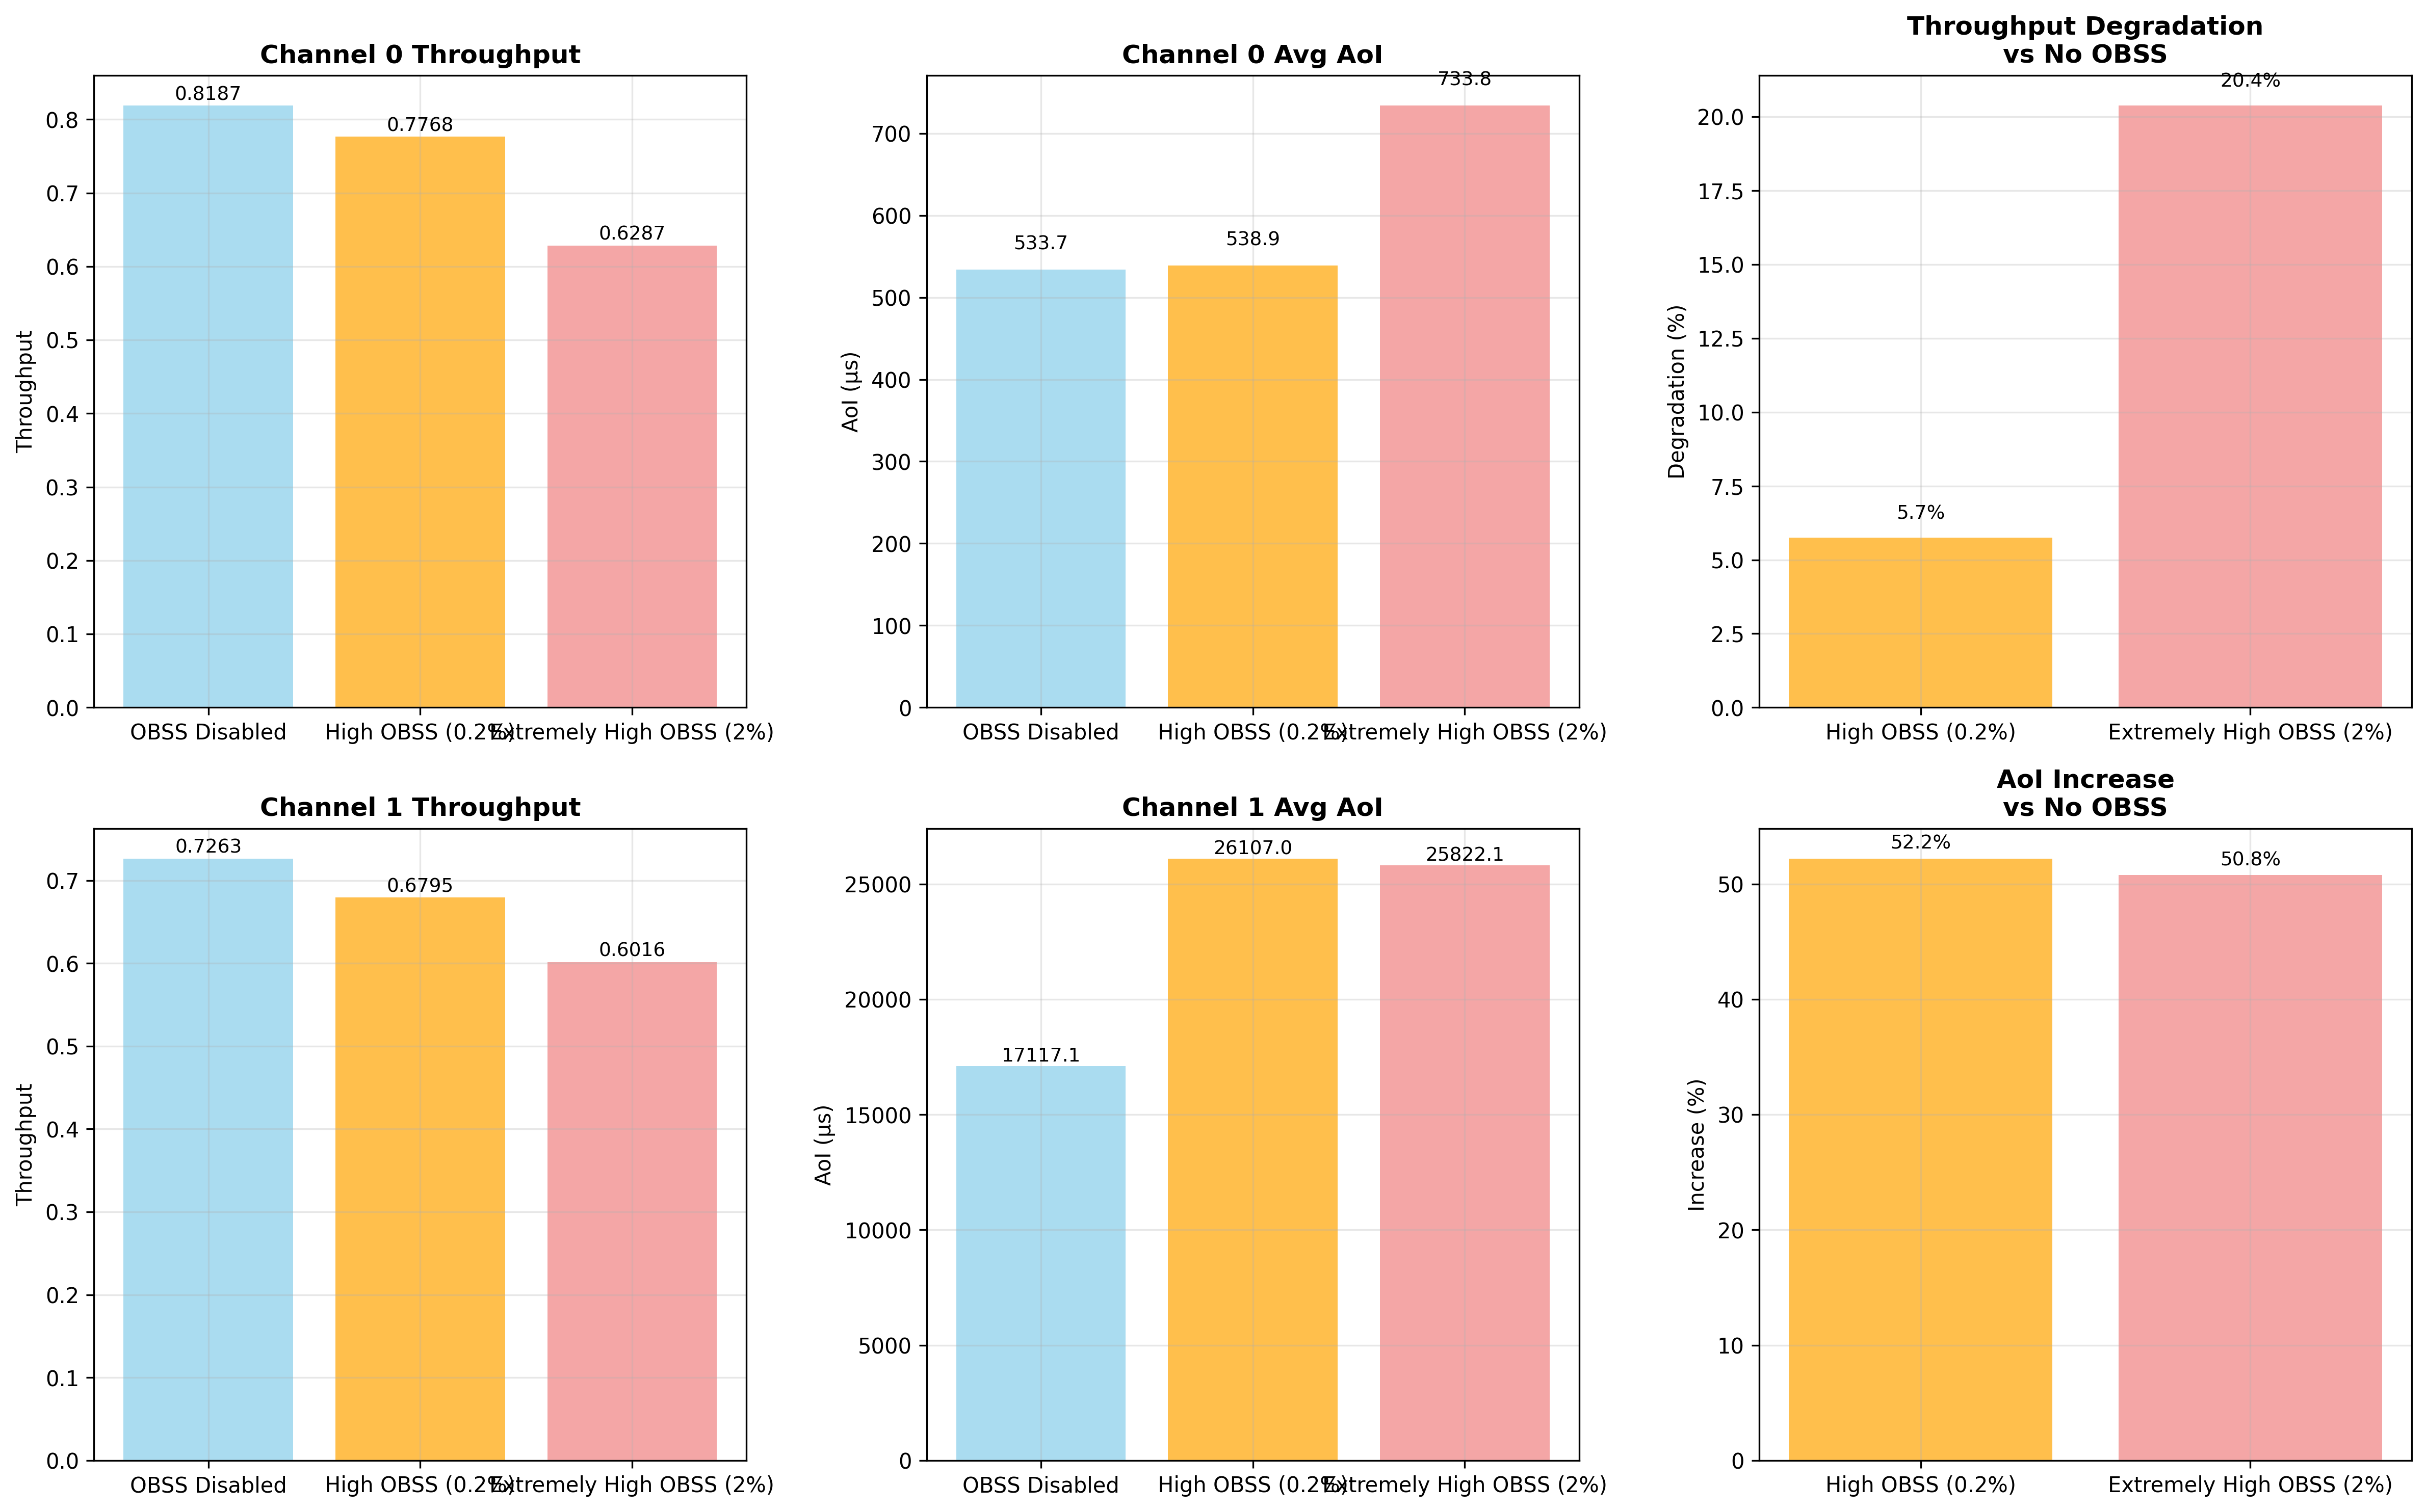 Channel 0 Throughput
0.8187
0.7768
0.6287
0.8
0.7
0.6
0.5
0.4
0.3
0.2
0.1
0.0
Throughput
OBSS Disabled
High OBSS (0.2%)
Extremely High OBSS (2%)
Channel 0 Avg AoI
533.7
538.9
733.8
700
600
500
400
300
200
100
0
AoI (µs)
OBSS Disabled
High OBSS (0.2%)
Extremely High OBSS (2%)
Throughput Degradation
vs No OBSS
5.7%
20.4%
20.0
17.5
15.0
12.5
10.0
7.5
5.0
2.5
0.0
Degradation (%)
High OBSS (0.2%)
Extremely High OBSS (2%)
Channel 1 Throughput
0.7263
0.6795
0.6016
0.7
0.6
0.5
0.4
0.3
0.2
0.1
0.0
Throughput
OBSS Disabled
High OBSS (0.2%)
Extremely High OBSS (2%)
Channel 1 Avg AoI
17117.1
26107.0
25822.1
25000
20000
15000
10000
5000
0
AoI (µs)
OBSS Disabled
High OBSS (0.2%)
Extremely High OBSS (2%)
AoI Increase
vs No OBSS
52.2%
50.8%
50
40
30
20
10
0
Increase (%)
High OBSS (0.2%)
Extremely High OBSS (2%)